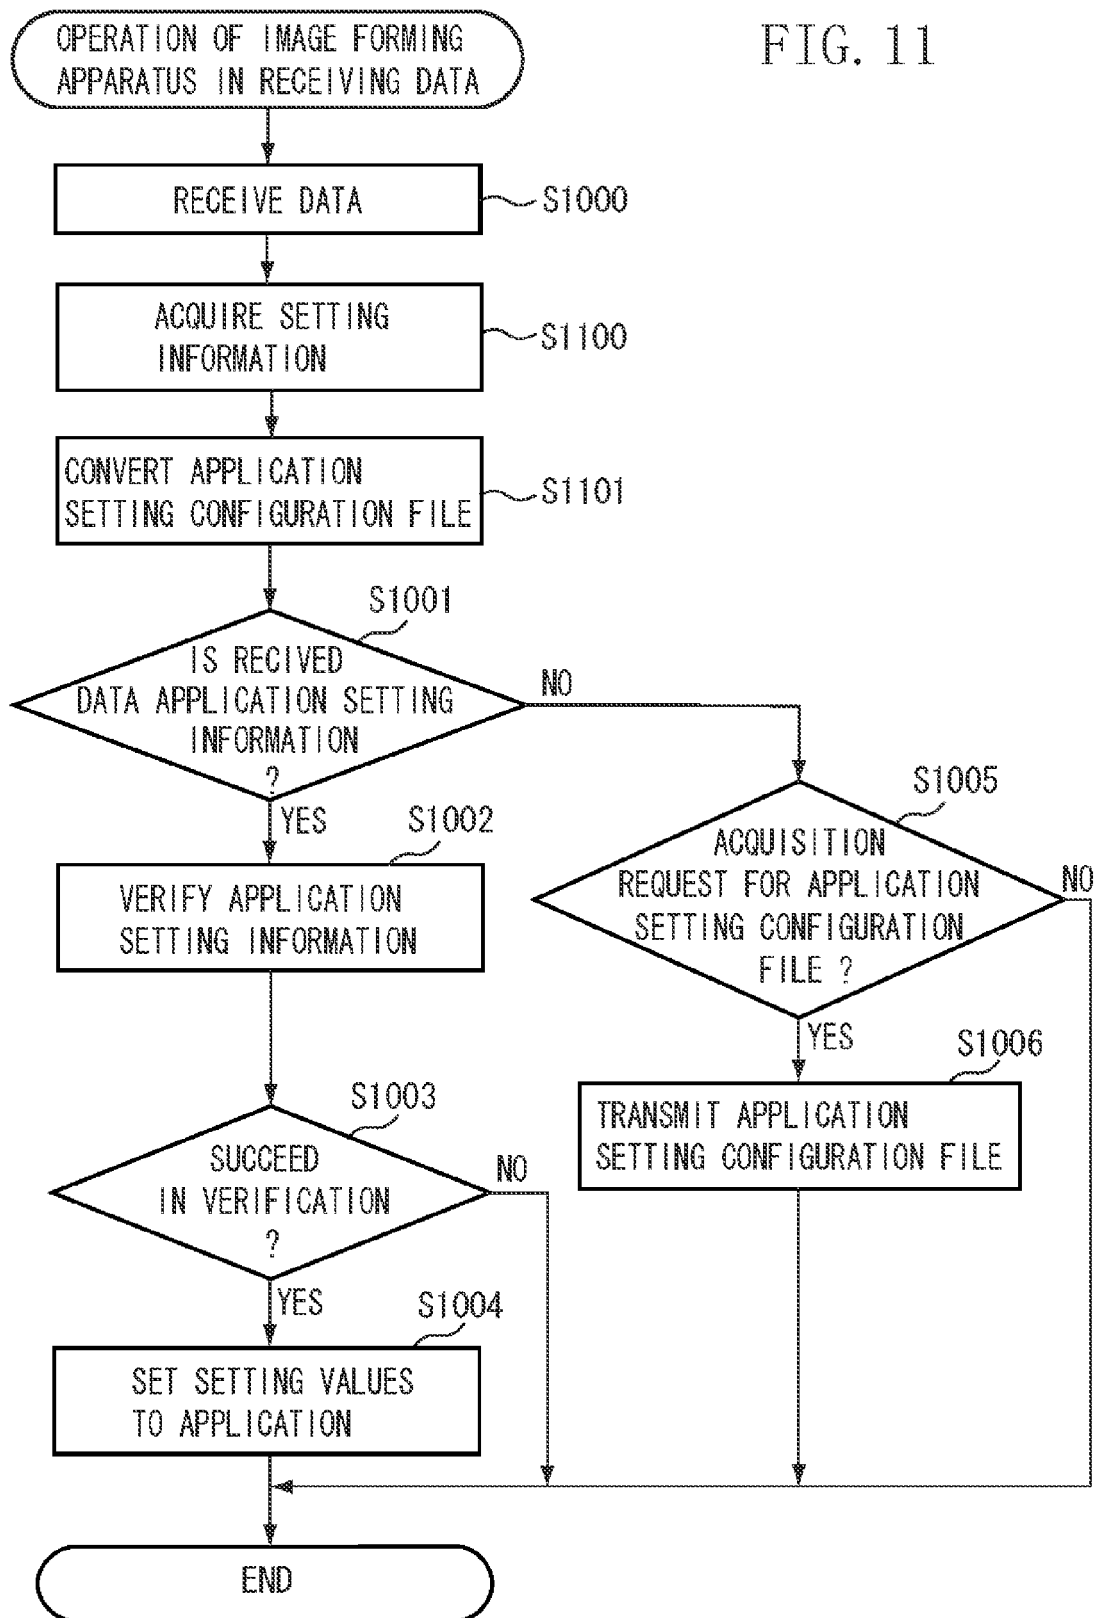 OPERATION OF IMAGE FORMING
APPARATUS IN RECEIVING DATA
FIG. 11
RECEIVE DATA
S1000
ACQUIRE SETTING
INFORMATION
S1100
CONVERT APPLICATION
SETTING CONFIGURATION FILE
S1101
S1001
IS RECIVED
DATA APPLICATION SETTING
INFORMATION
?
NO
YES
S1002
VERIFY APPLICATION
SETTING INFORMATION
S1005
ACQUISITION
REQUEST FOR APPLICATION
SETTING CONFIGURATION
FILE ?
NO
YES
S1006
TRANSMIT APPLICATION
SETTING CONFIGURATION FILE
S1003
SUCCEED
IN VERIFICATION
?
NO
YES
S1004
SET SETTING VALUES
TO APPLICATION
END